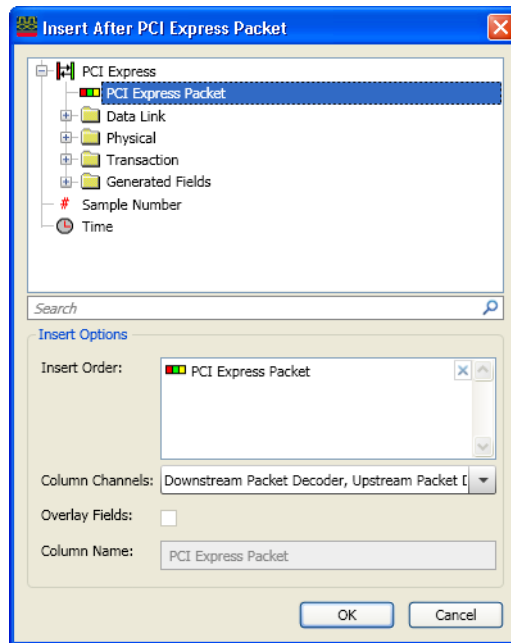 Insert After PCI Express Packet
PCI Express
PCI Express Packet
Data Link
Physical
Transaction
Generated Fields
# Sample Number
Time
Search
Insert Options
Insert Order:
PCI Express Packet
Column Channels: Downstream Packet Decoder, Upstream Packet
Overlay Fields:
Column Name: PCI Express Packet
OK Cancel